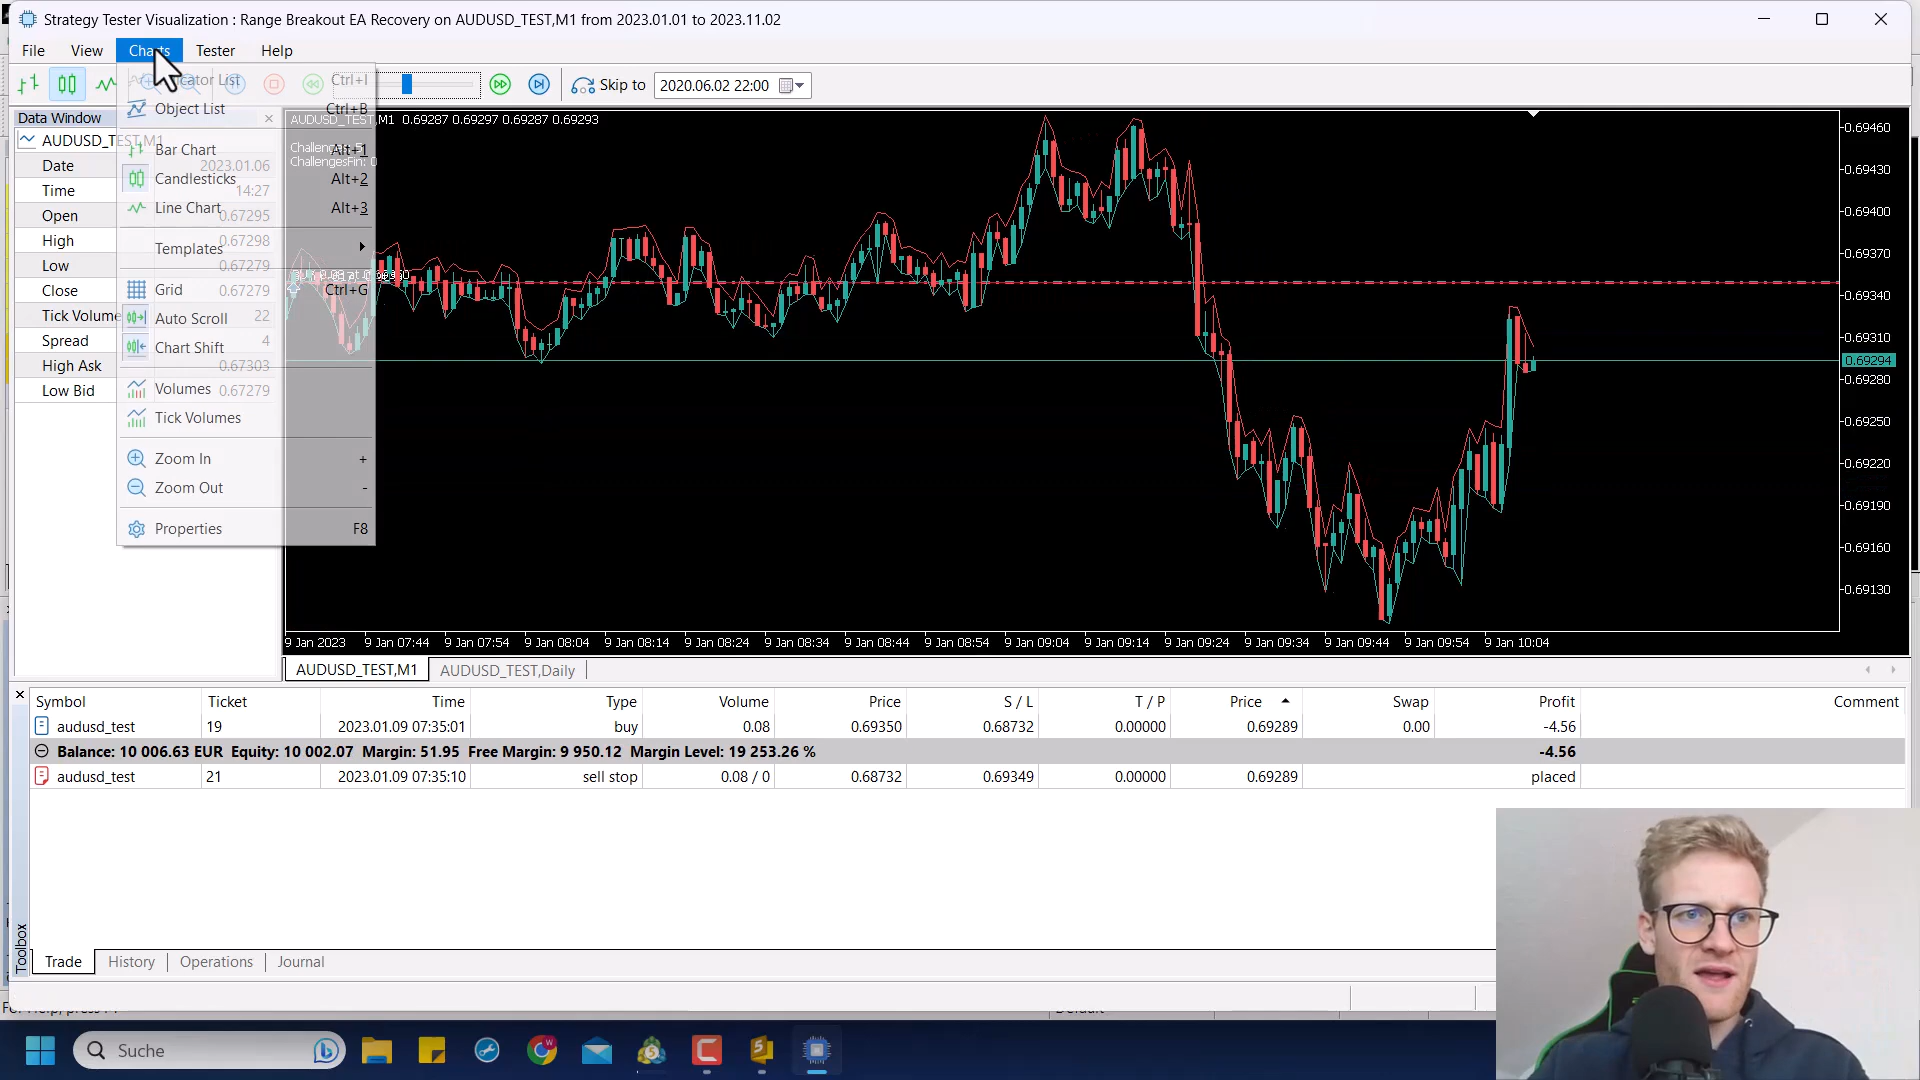 Strategy Tester Visualization : Range Breakout EA Recovery on AUDUSD_TEST,M1 from 2023.01.01 to 2023.11.02
File View Charts Tester Help
Indicator List Ctrl+I
Skip to 2020.06.02 22:00
Object List Ctrl+B
Data Window
AUDUSD_TEST,M1 0.69287 0.69297 0.69287 0.69293
AUDUSD_TEST,M1
Bar Chart Alt+1
Challenges: 5
ChallengesFin: 0
Date 2023.01.06
Candlesticks Alt+2
Time 14:27
Line Chart Alt+3
Open 0.67295
High 0.67298
Templates
Low 0.67279
Close 0.67279
Grid Ctrl+G
Tick Volume 22
Auto Scroll
Spread 4
Chart Shift
High Ask 0.67303
Low Bid 0.67279
Volumes
Tick Volumes
Zoom In +
Zoom Out -
Properties F8
0.69460
0.69430
0.69400
0.69370
0.69340
0.69310
0.69294
0.69280
0.69250
0.69220
0.69190
0.69160
0.69130
9 Jan 2023 9 Jan 07:44 9 Jan 07:54 9 Jan 08:04 9 Jan 08:14 9 Jan 08:24 9 Jan 08:34 9 Jan 08:44 9 Jan 08:54 9 Jan 09:04 9 Jan 09:14 9 Jan 09:24 9 Jan 09:34 9 Jan 09:44 9 Jan 09:54 9 Jan 10:04
AUDUSD_TEST,M1 AUDUSD_TEST,Daily
Symbol Ticket Time Type Volume Price S / L T / P Price Swap Profit Comment
audusd_test 19 2023.01.09 07:35:01 buy 0.08 0.69350 0.68732 0.00000 0.69289 0.00 -4.56
Balance: 10 006.63 EUR Equity: 10 002.07 Margin: 51.95 Free Margin: 9 950.12 Margin Level: 19 253.26 % -4.56
audusd_test 21 2023.01.09 07:35:10 sell stop 0.08 / 0 0.68732 0.69349 0.00000 0.69289 placed
Toolbox
Trade History Operations Journal
Suche